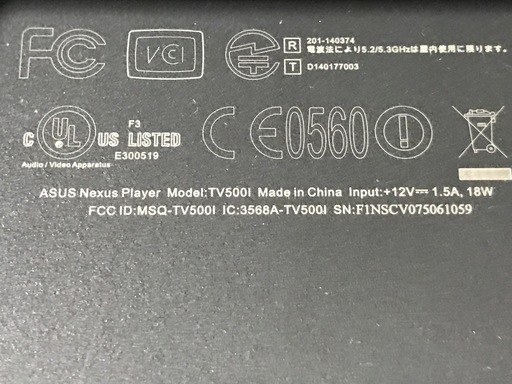 FC
VCI
R 201-140374
電波法により5.2/5.3GHzは屋内使用に限ります。
T D140177003
C UL US LISTED
F3
E300519
Audio / Video Apparatus
CE0560
ASUS Nexus Player Model:TV500I Made in China Input:+12V 1.5A, 18W
FCC ID:MSQ-TV500I IC:3568A-TV500I SN:F1NSCV075061059